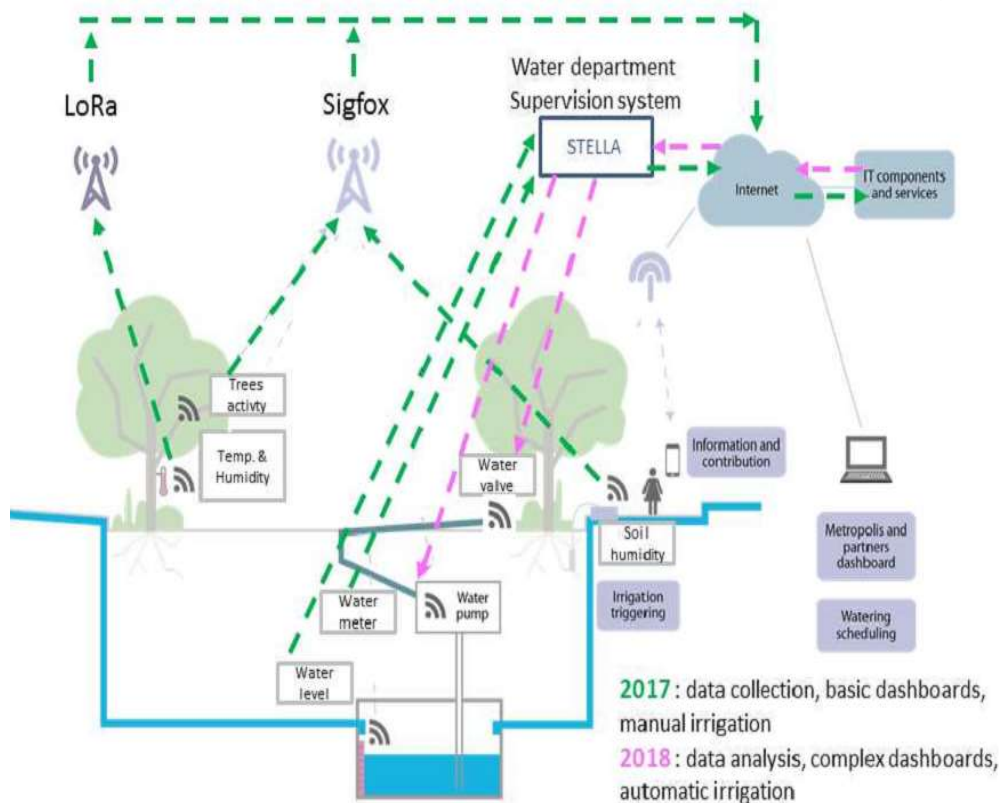 LoRa
Sigfox
Water department
Supervision system
STELLA
Internet
IT components
and services
Trees
activty
Temp. &
Humidity
Water
valve
Information and
contribution
Soil
humidity
Metropolis and
partners
dashboard
Irrigation
triggering
Water
meter
Water
pump
Watering
scheduling
Water
level
2017 : data collection, basic dashboards,
manual irrigation
2018 : data analysis, complex dashboards,
automatic irrigation